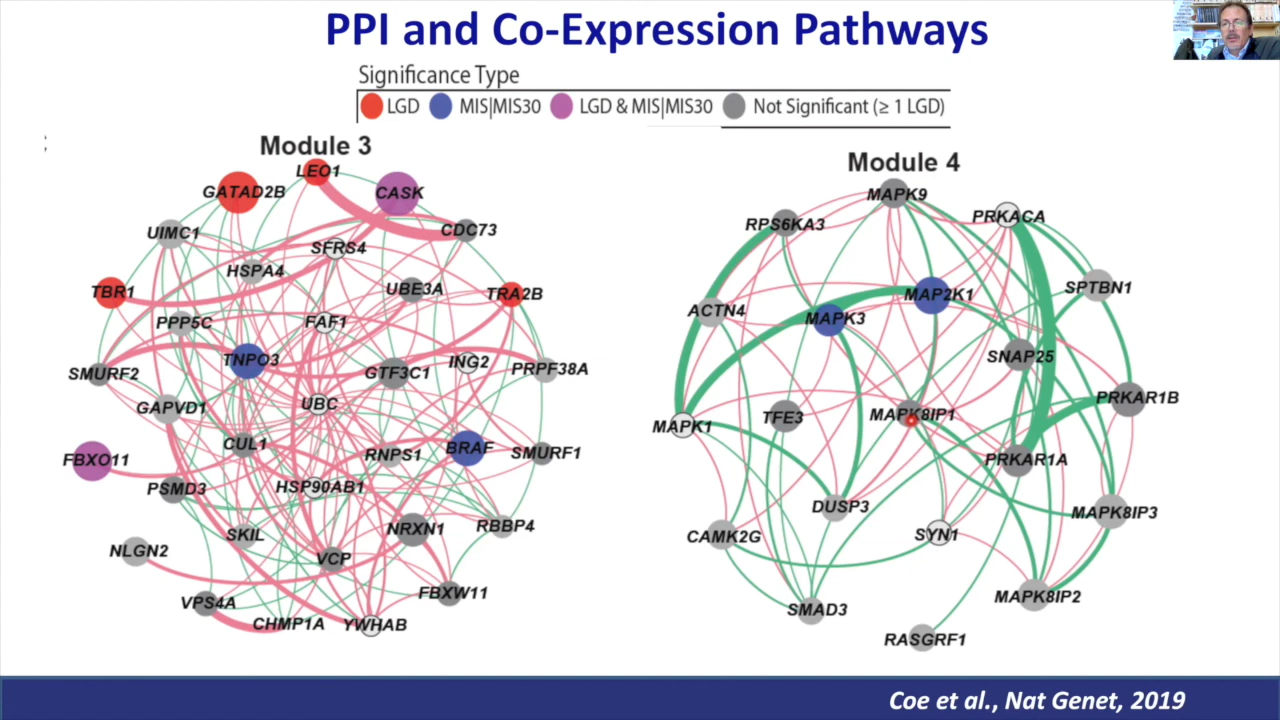 PPI and Co-Expression Pathways
Significance Type
LGD MIS|MIS30 LGD & MIS|MIS30 Not Significant (≥ 1 LGD)
Module 3
LEO1
GATAD2B
CASK
UIMC1
CDC73
SFRS4
HSPA4
UBE3A
TBR1
TRA2B
PPP5C
FAF1
TNPO3
ING2
SMURF2
GTF3C1
PRPF38A
GAPVD1
UBC
CUL1
BRAF
FBXO11
RNPS1
SMURF1
PSMD3
HSP90AB1
SKIL
NRXN1
RBBP4
NLGN2
VCP
VPS4A
FBXW11
CHMP1A
YWHAB
Module 4
MAPK9
PRKACA
RPS6KA3
SPTBN1
MAP2K1
ACTN4
MAPK3
SNAP25
PRKAR1B
MAPK1
TFE3
MAPK8IP1
PRKAR1A
DUSP3
MAPK8IP3
CAMK2G
SYN1
MAPK8IP2
SMAD3
RASGRF1
Coe et al., Nat Genet, 2019